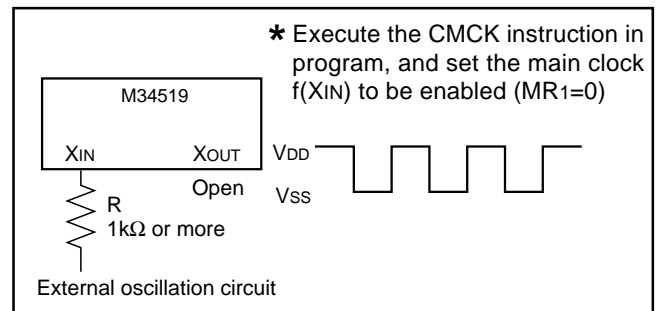 * Execute the CMCK instruction in
program, and set the main clock
f(XIN) to be enabled (MR1=0)
M34519
XIN XOUT
Open
R
1kΩ or more
External oscillation circuit
VDD
VSS